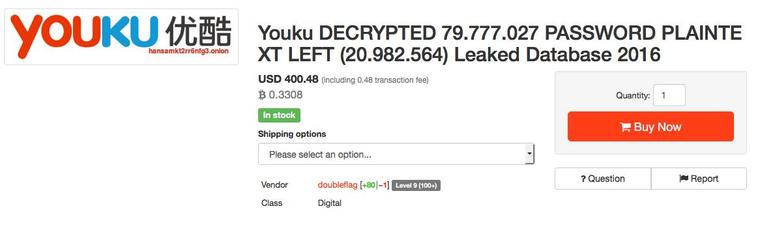 YOUKU 优酷
hansamkt2rr6nfg3.onion
Youku DECRYPTED 79.777.027 PASSWORD PLAINTE
XT LEFT (20.982.564) Leaked Database 2016
USD 400.48 (including 0.48 transaction fee)
฿ 0.3308
In stock
Shipping options
Please select an option...
Vendor doubleflag [+80|−1] Level 9 (100+)
Class Digital
Quantity: 1
Buy Now
? Question Report